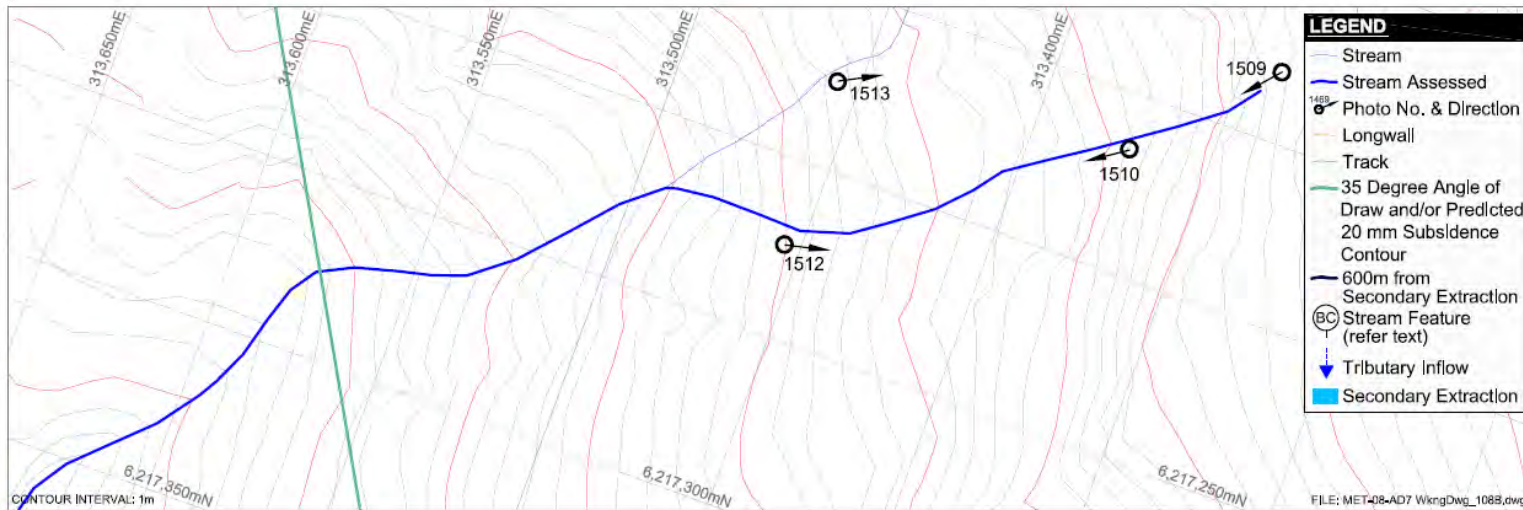 313,650mE
313,600mE
313,550mE
313,500mE
313,400mE
1513
1509
1510
1512
6,217,350mN
6,217,300mN
6,217,250mN
CONTOUR INTERVAL: 1m
FILE: MET-08-AD7 WkngDwg_108B.dwg
LEGEND
Stream
Stream Assessed
1469
Photo No. & Direction
Longwall
Track
35 Degree Angle of
Draw and/or Predicted
20 mm Subsidence
Contour
600m from
Secondary Extraction
BC
Stream Feature
(refer text)
Tributary Inflow
Secondary Extraction